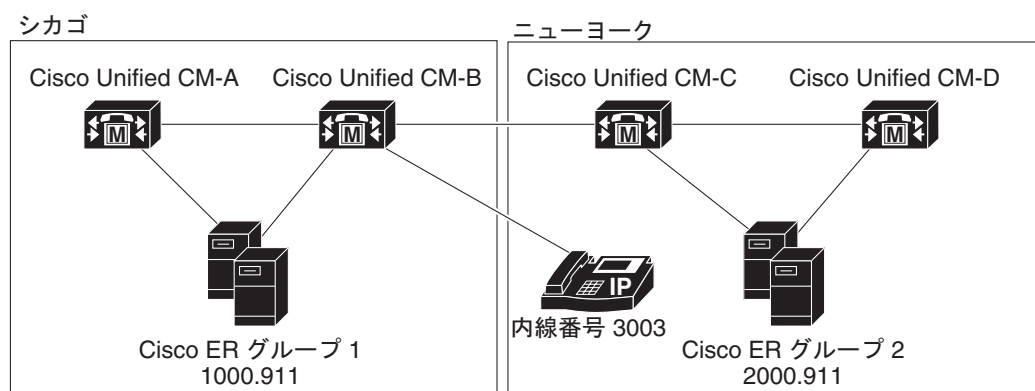 シカゴ
ニューヨーク
Cisco Unified CM-A
Cisco Unified CM-B
Cisco Unified CM-C
Cisco Unified CM-D
M
M
M
M
IP
内線番号 3003
Cisco ER グループ 1
1000.911
Cisco ER グループ 2
2000.911